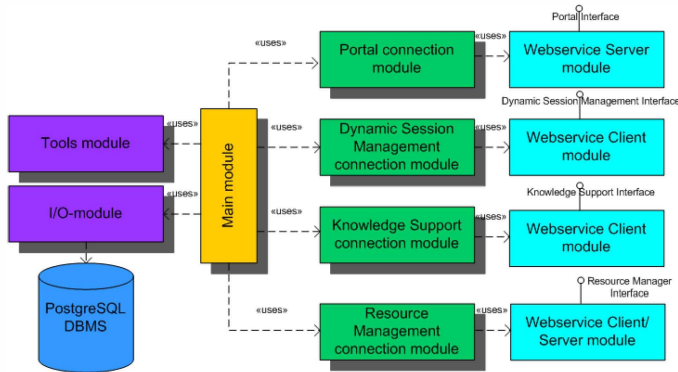 Portal Interface
«uses»
«uses»
Portal connection
module
Webservice Server
module
Dynamic Session Management Interface
«uses»
Tools module
«uses»
Dynamic Session
Management
connection module
«uses»
Webservice Client
module
Main module
Knowledge Support Interface
«uses»
I/O-module
«uses»
Knowledge Support
connection module
«uses»
Webservice Client
module
PostgreSQL
DBMS
Resource Manager
Interface
«uses»
«uses»
Resource
Management
connection module
Webservice Client/
Server module